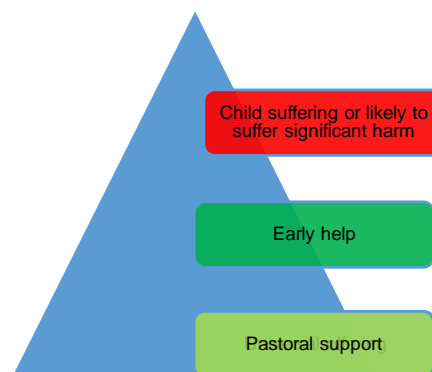 Child suffering or likely to
suffer significant harm
Early help
Pastoral support